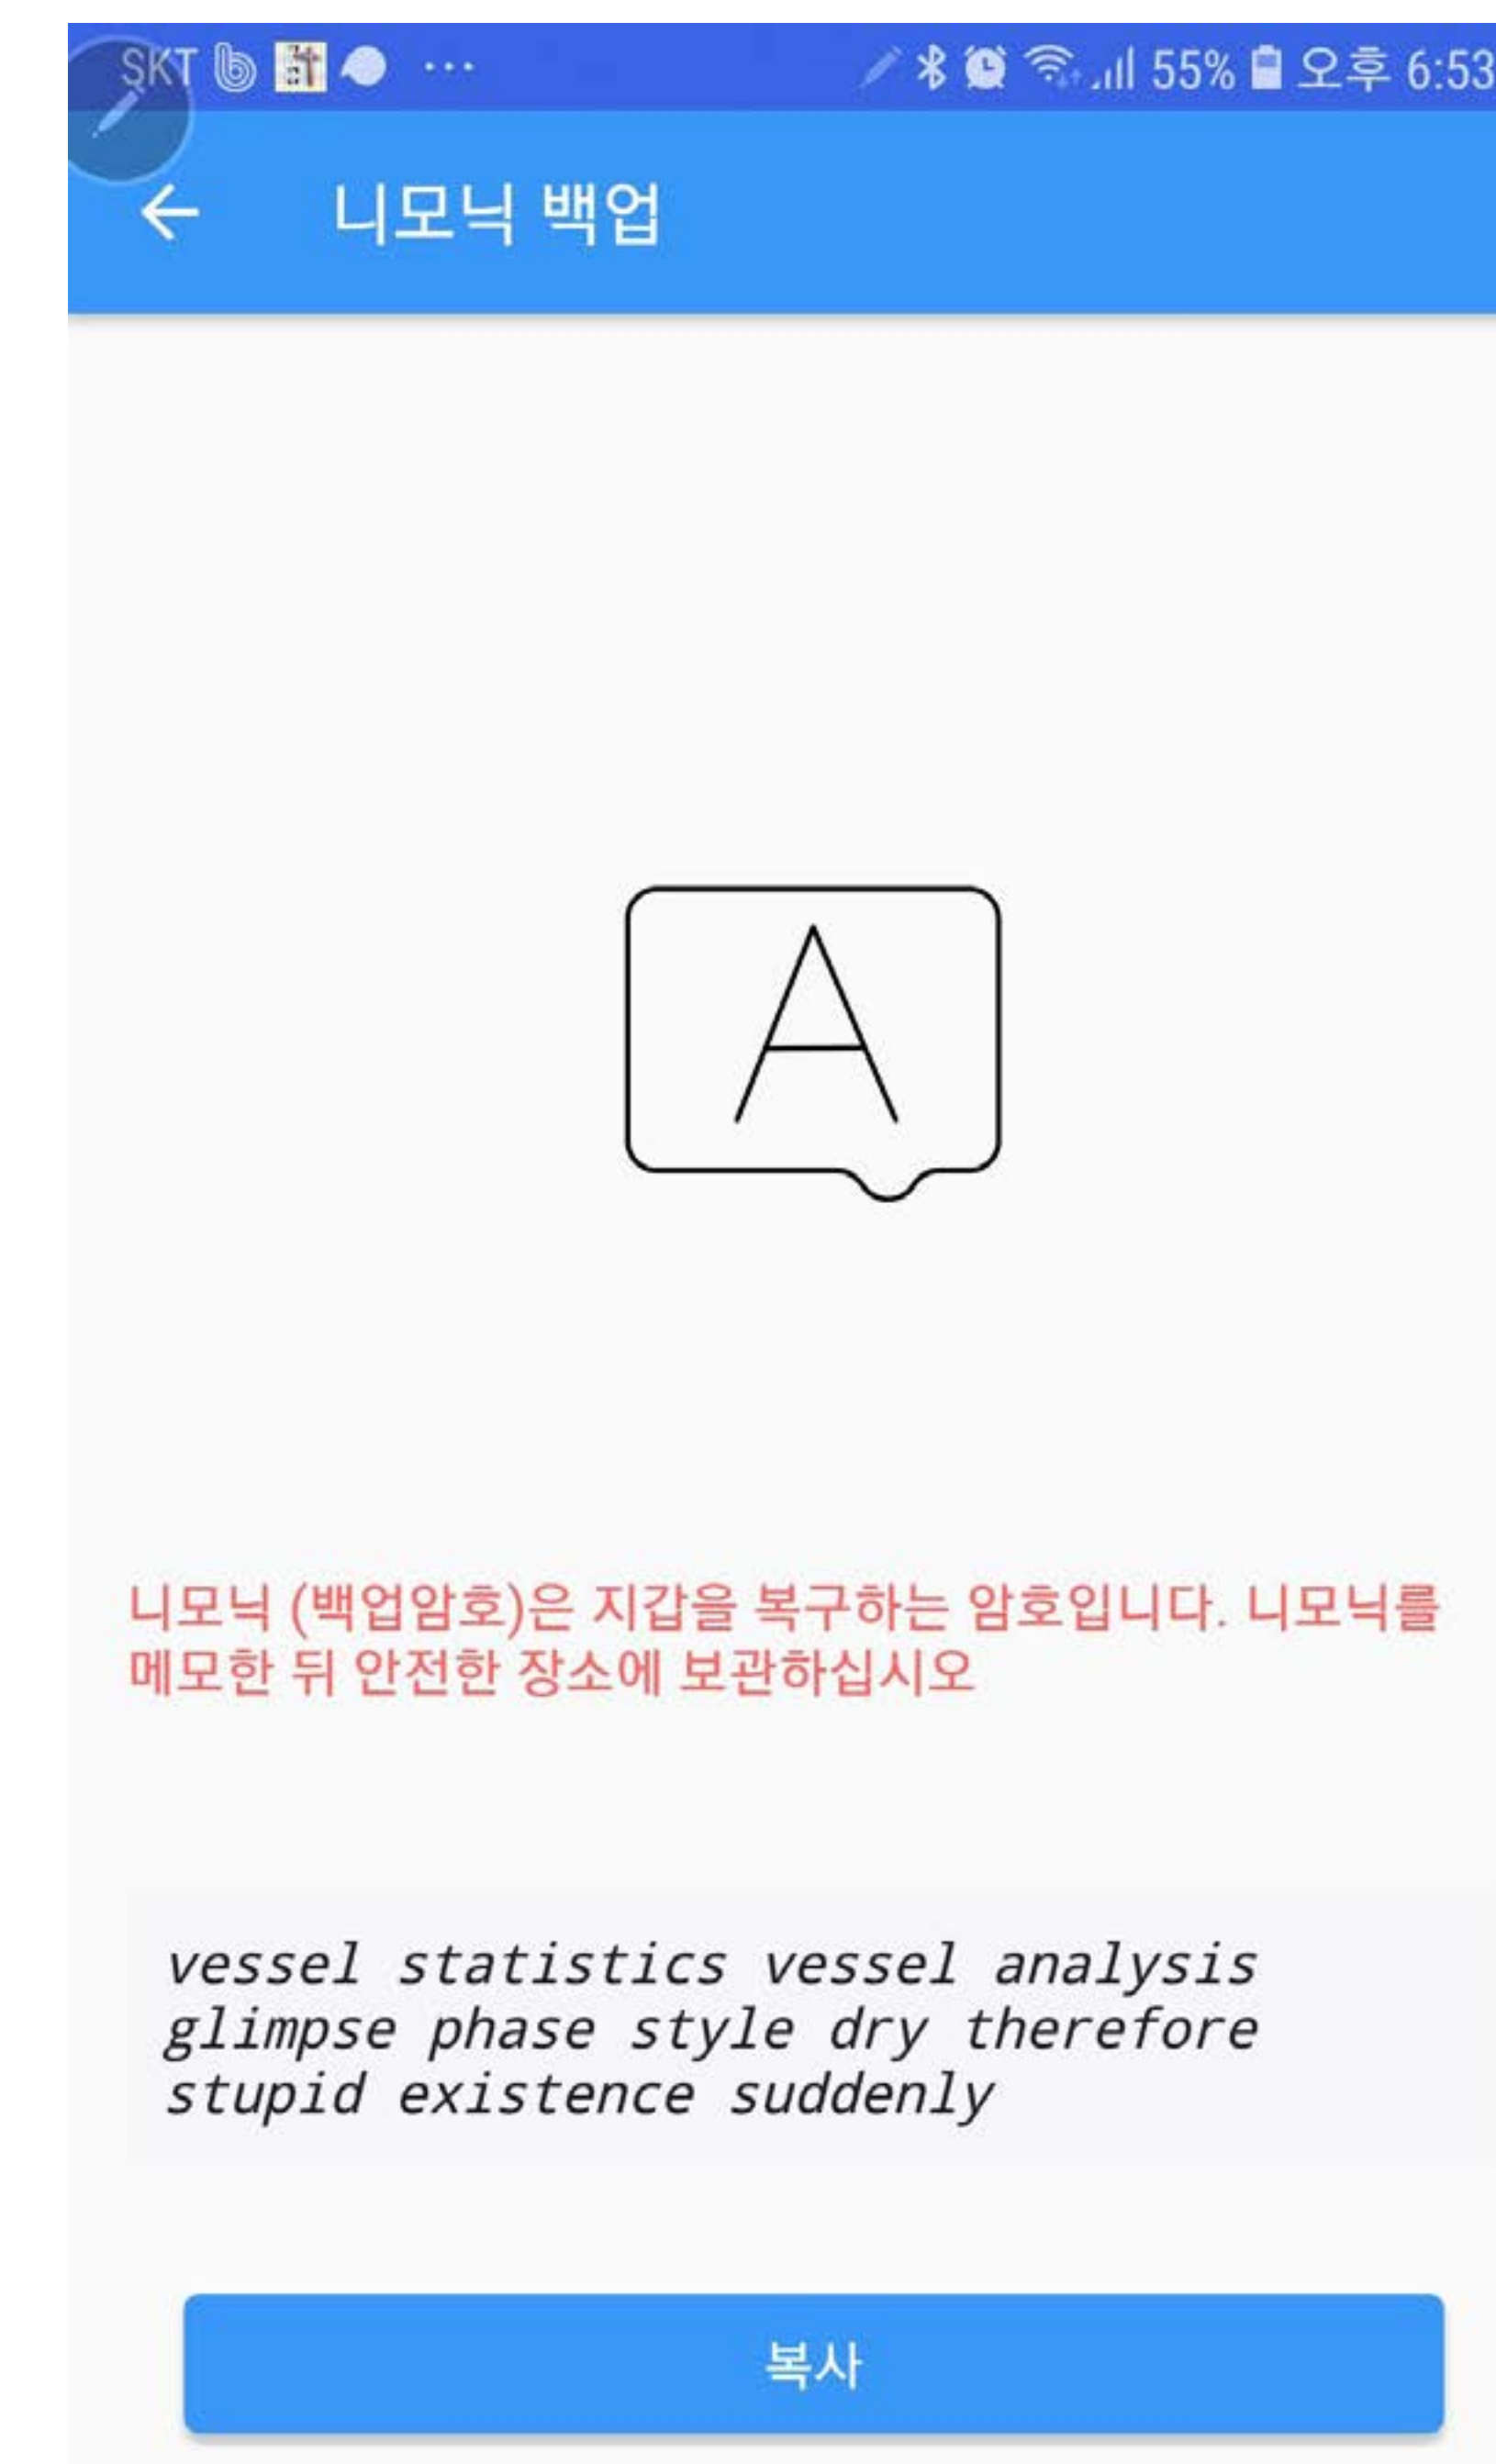 SKT ... 55% 오후 6:53
니모닉 백업
A
니모닉 (백업암호)은 지갑을 복구하는 암호입니다. 니모닉를
메모한 뒤 안전한 장소에 보관하십시오
vessel statistics vessel analysis
glimpse phase style dry therefore
stupid existence suddenly
복사